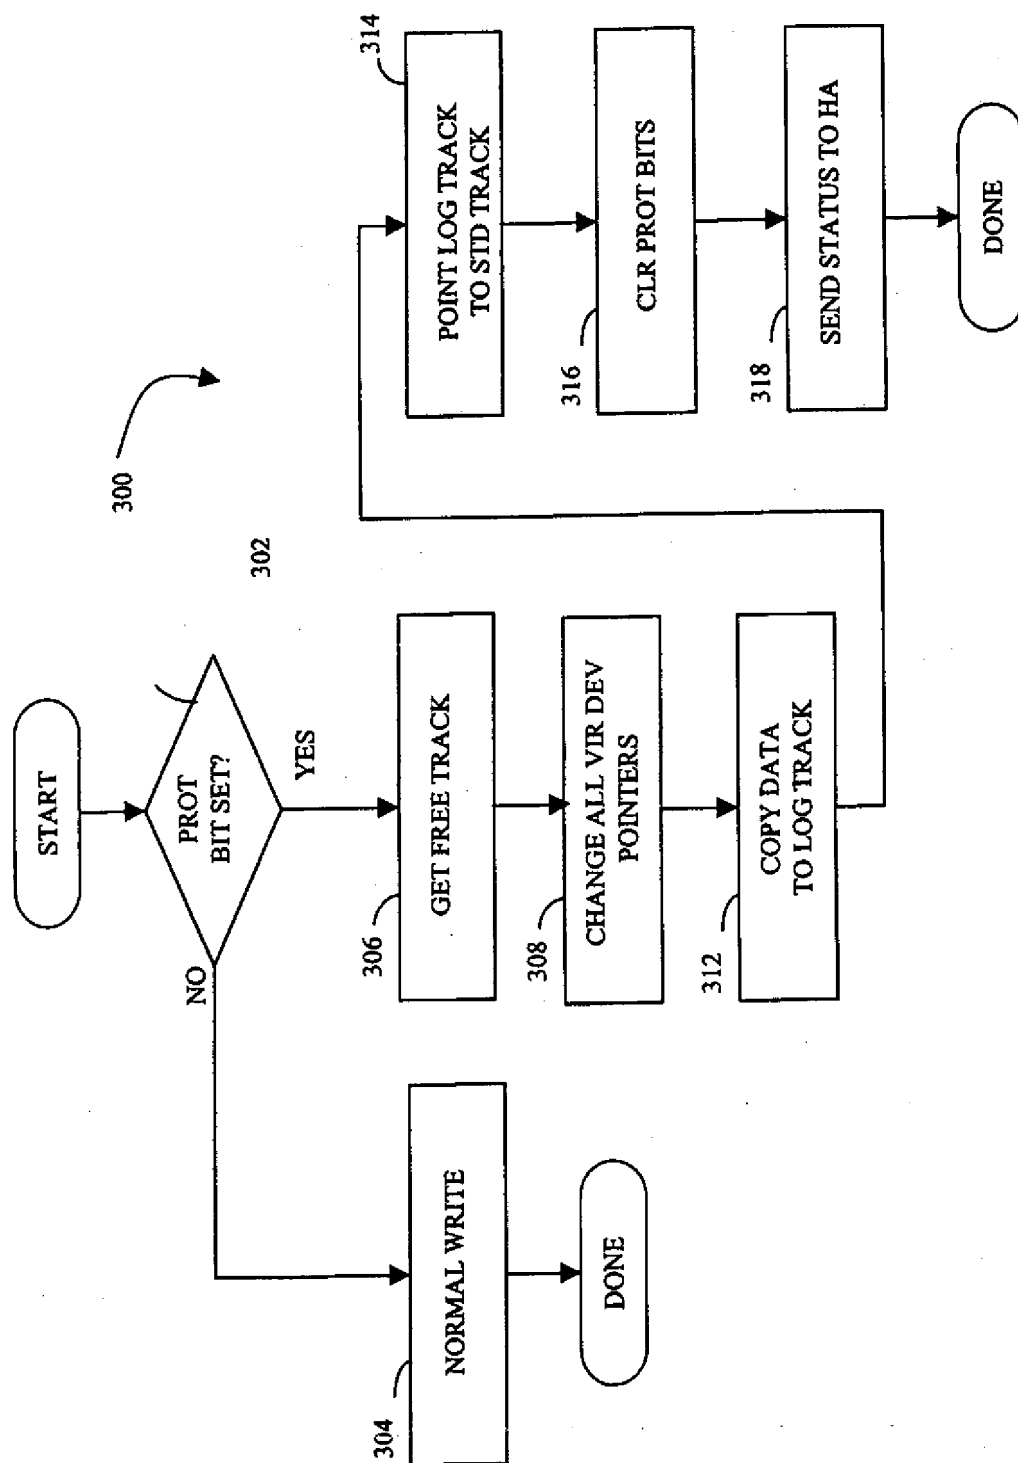 300
START
302
PROT
BIT SET?
NO
YES
304
NORMAL WRITE
DONE
306
GET FREE TRACK
308
CHANGE ALL VIR DEV
POINTERS
312
COPY DATA
TO LOG TRACK
314
POINT LOG TRACK
TO STD TRACK
316
CLR PROT BITS
318
SEND STATUS TO HA
DONE